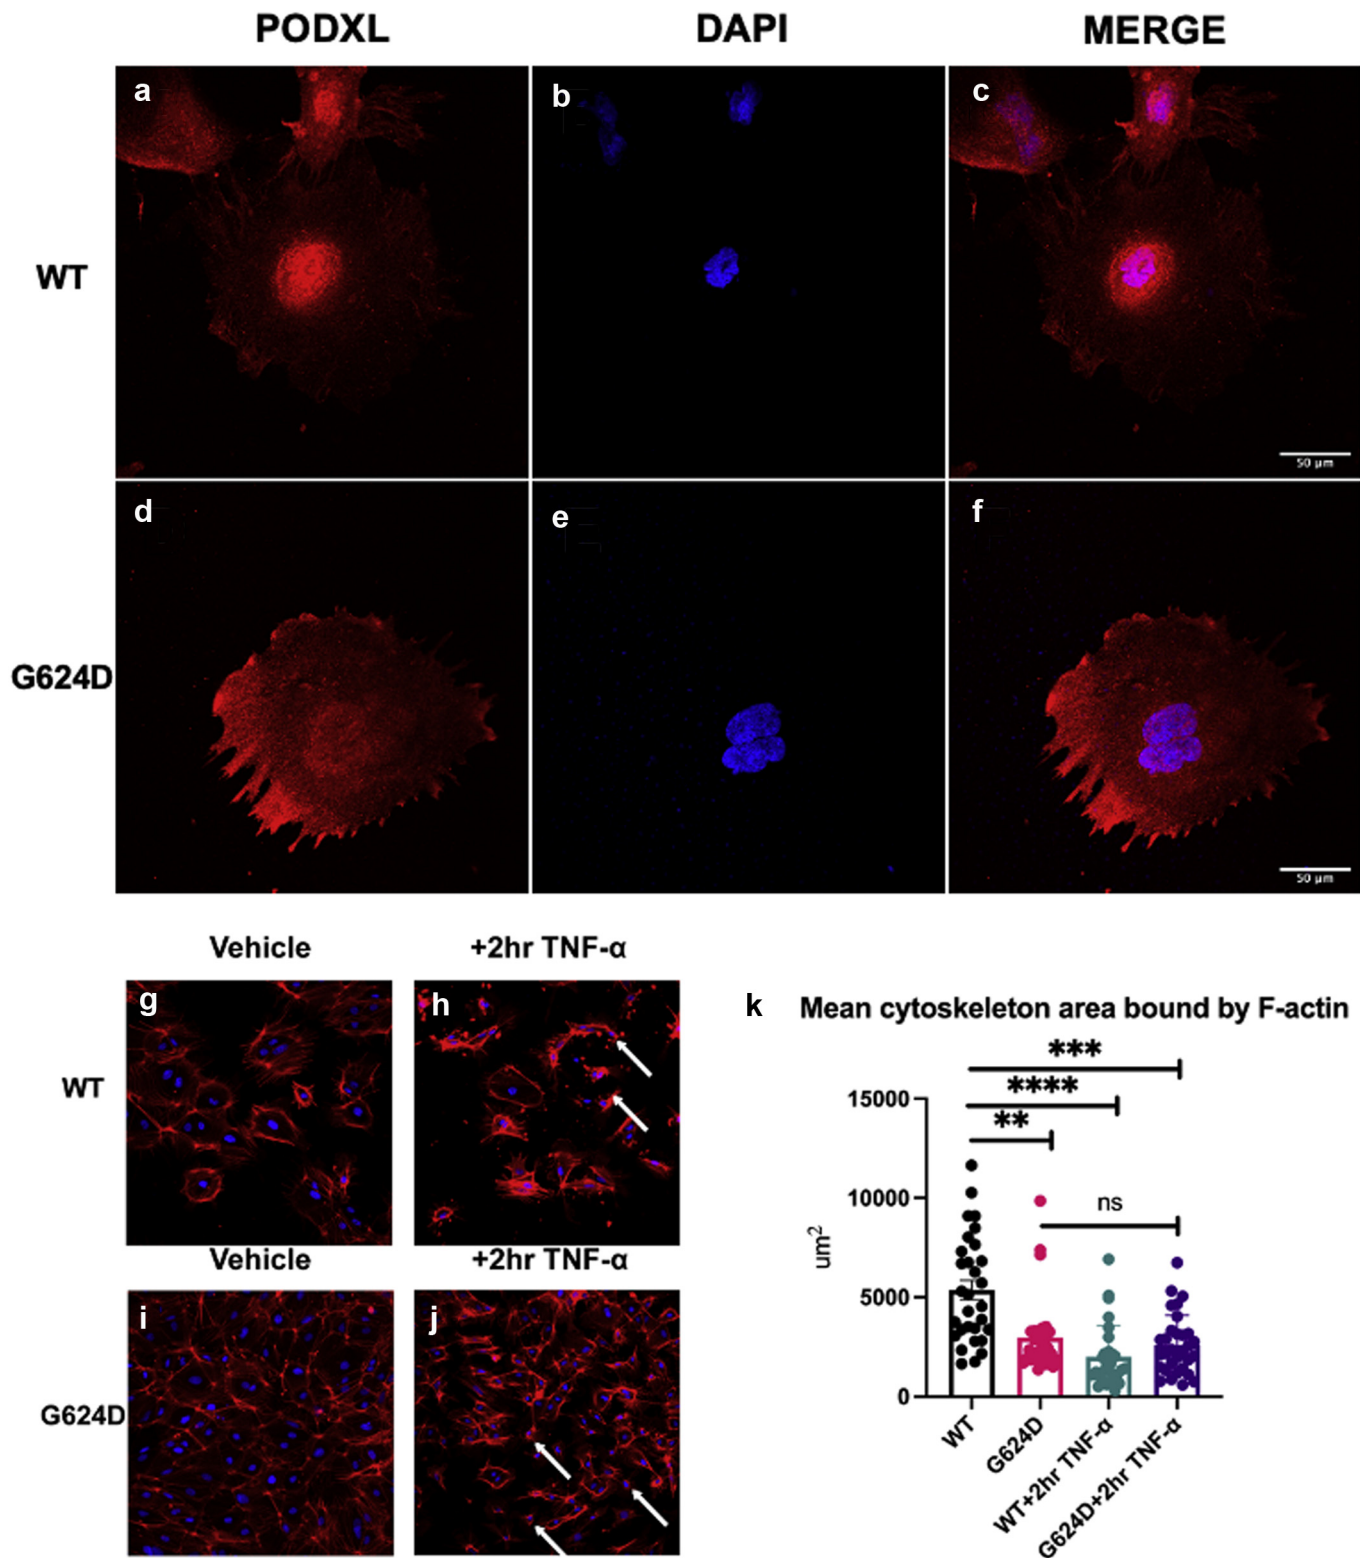 PODXL DAPI MERGE
a b c
WT
50 µm
d e f
G624D
50 µm
Vehicle +2hr TNF-α
g h
WT
Vehicle +2hr TNF-α
i j
G624D
k Mean cytoskeleton area bound by F-actin
***
****
**
ns
15000
10000
5000
0
um²
WT
G624D
WT+2hr TNF-α
G624D+2hr TNF-α